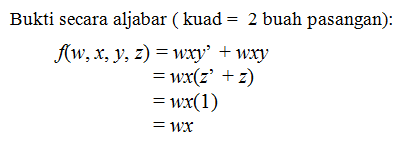 Bukti secara aljabar ( kuad = 2 buah pasangan):
f(w, x, y, z) = wxy’ + wxy
= wx(z’ + z)
= wx(1)
= wx